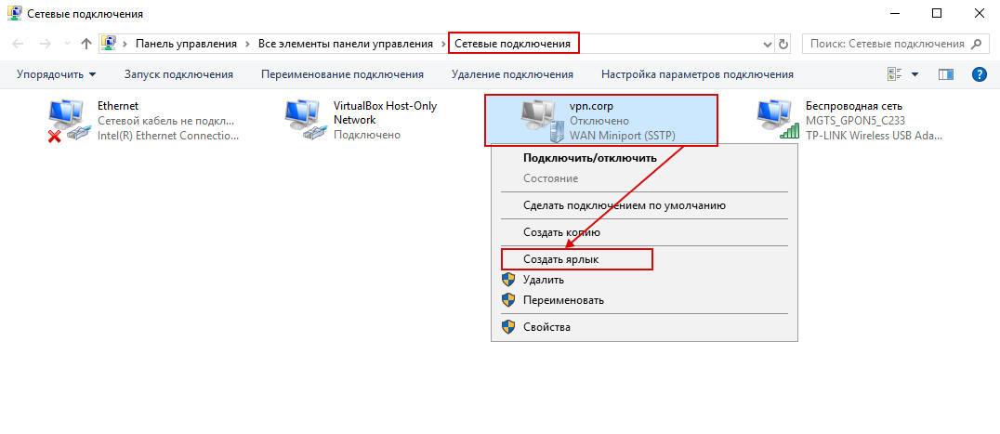 Сетевые подключения
Панель управления
Все элементы панели управления
Сетевые подключения
Поиск: Сетевые подключения
Упорядочить
Запуск подключения
Переименование подключения
Удаление подключения
Настройка параметров подключения
Ethernet
Сетевой кабель не подкл...
Intel(R) Ethernet Connectio...
VirtualBox Host-Only
Network
Подключено
vpn.corp
Отключено
WAN Miniport (SSTP)
Беспроводная сеть
MGTS_GPON5_C233
TP-LINK Wireless USB Ada...
Подключить/отключить
Состояние
Сделать подключением по умолчанию
Создать копию
Создать ярлык
Удалить
Переименовать
Свойства